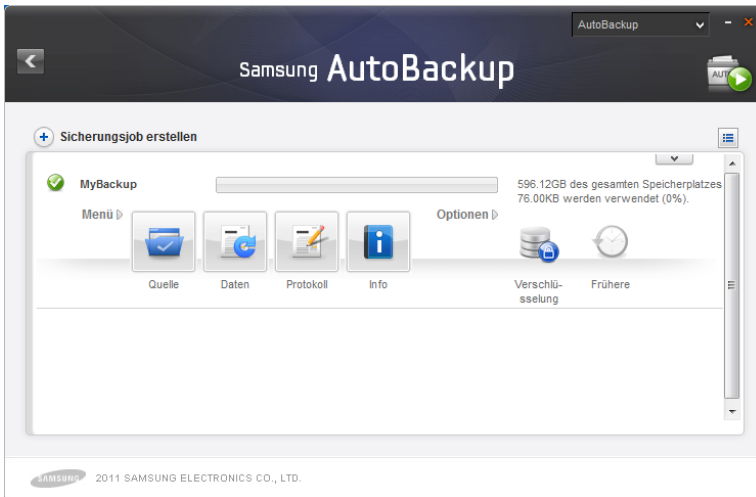 AutoBackup
Samsung AutoBackup
AUTO
Sicherungsjob erstellen
MyBackup
596.12GB des gesamten Speicherplatzes
76.00KB werden verwendet (0%).
Menü
Optionen
Quelle
Daten
Protokoll
Info
Verschlü-
sselung
Frühere
SAMSUNG
2011 SAMSUNG ELECTRONICS CO., LTD.